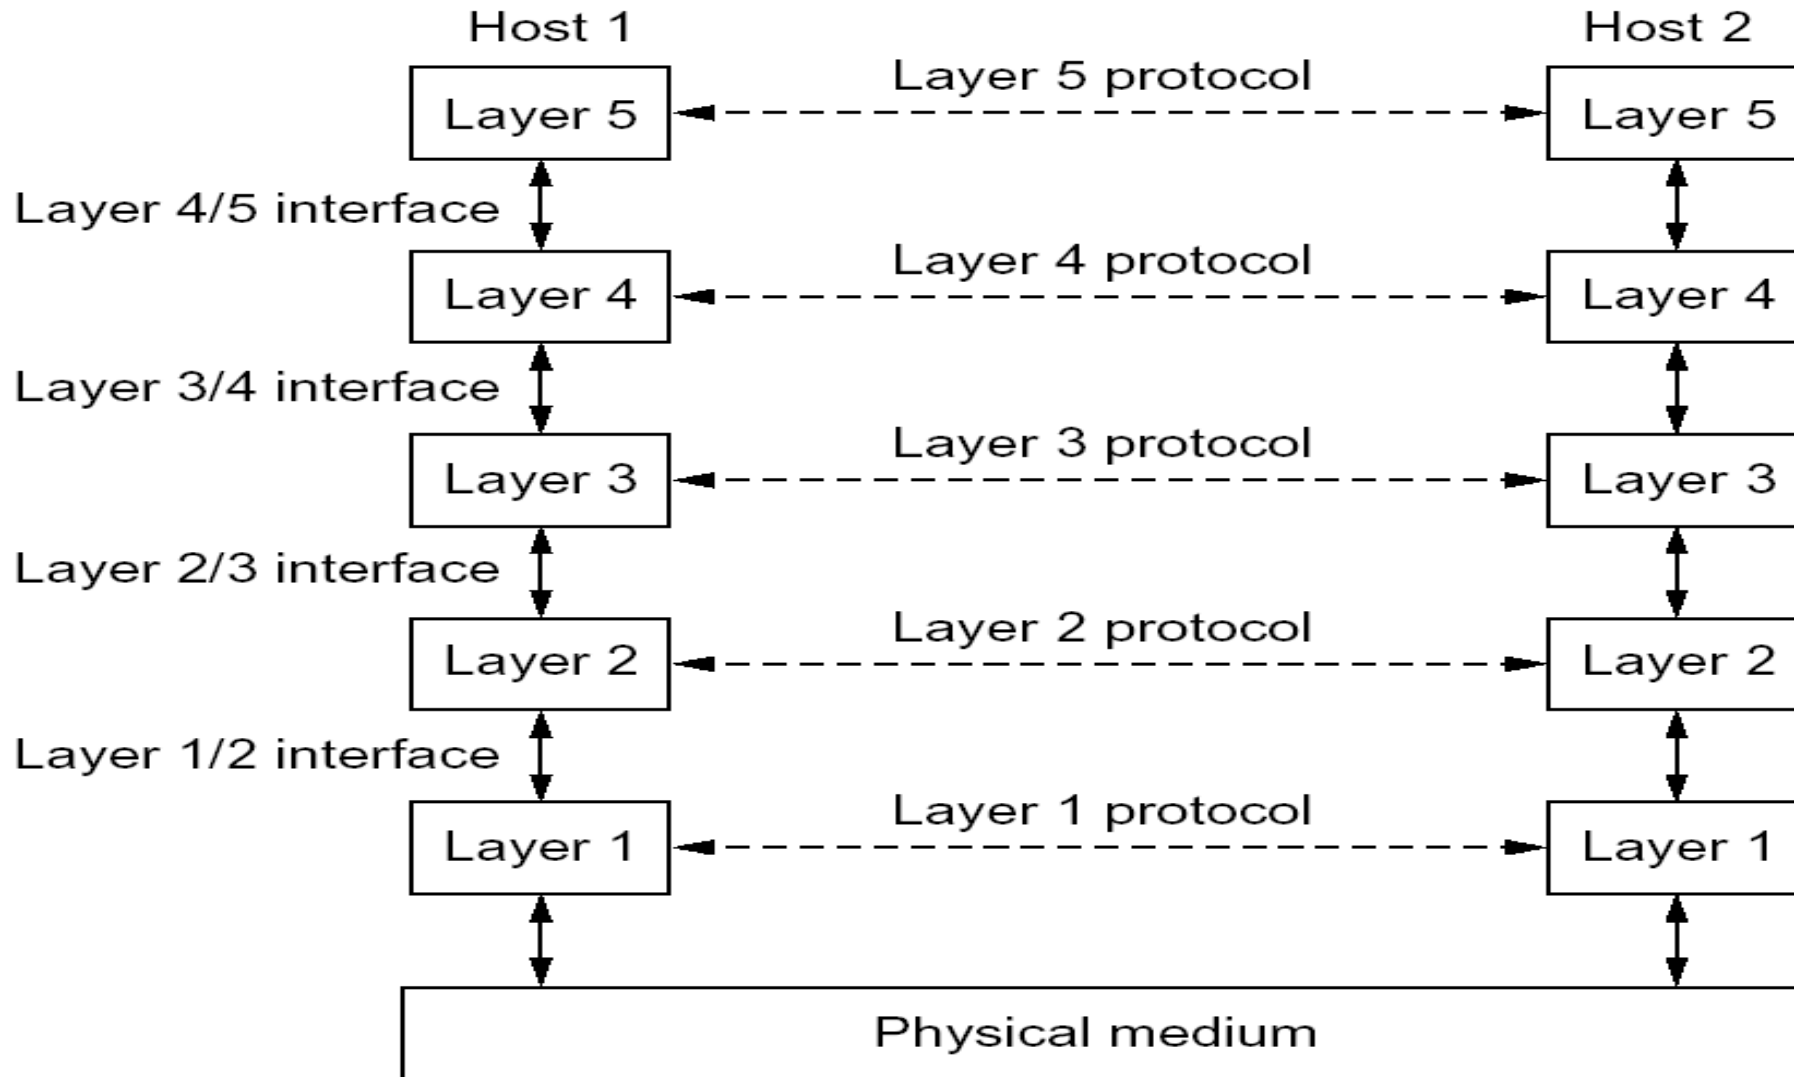 Host 1
Host 2
Layer 5 protocol
Layer 5
Layer 5
Layer 4/5 interface
Layer 4 protocol
Layer 4
Layer 4
Layer 3/4 interface
Layer 3 protocol
Layer 3
Layer 3
Layer 2/3 interface
Layer 2 protocol
Layer 2
Layer 2
Layer 1/2 interface
Layer 1 protocol
Layer 1
Layer 1
Physical medium